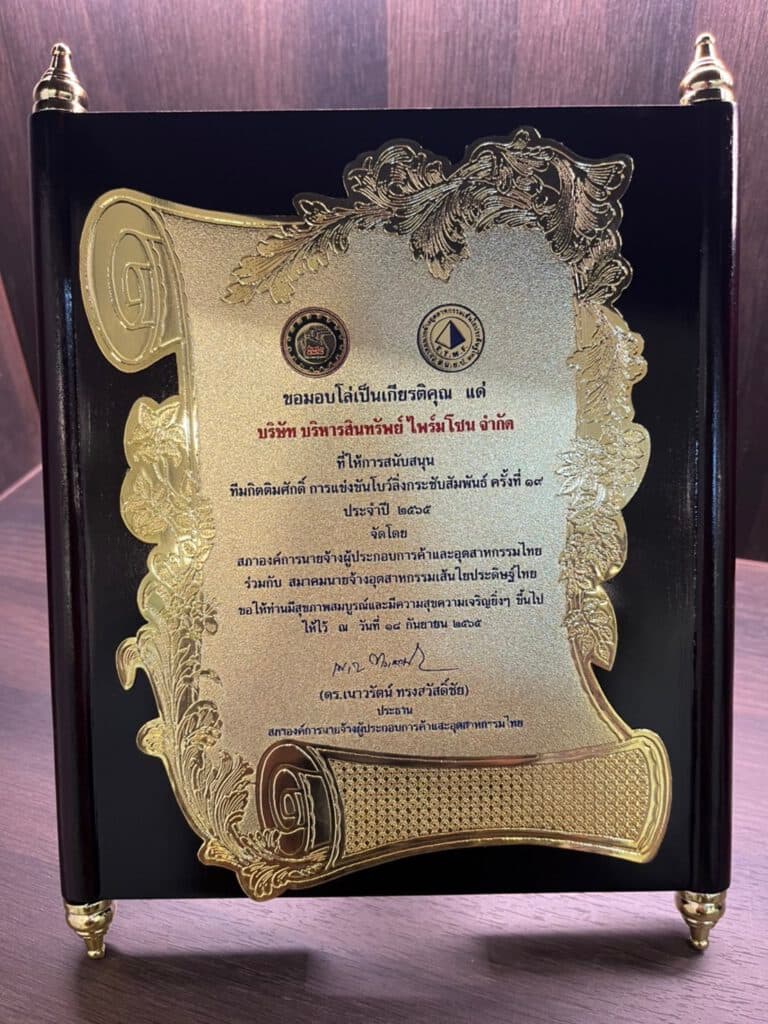 ขอมอบโล่เป็นเกียรติคุณ แด่
บริษัท บริหารสินทรัพย์ ไพร์มโซน จำกัด
ที่ให้การสนับสนุน
ทีมกิตติมศักดิ์ การแข่งขันโบว์ลิ่งกระชับสัมพันธ์ ครั้งที่ ๑๙
ประจำปี ๒๕๖๕
จัดโดย
สภาองค์การนายจ้างผู้ประกอบการค้าและอุตสาหกรรมไทย
ร่วมกับ สมาคมนายจ้างอุตสาหกรรมเส้นใยประดิษฐ์ไทย
ขอให้ท่านมีสุขภาพสมบูรณ์และมีความสุขความเจริญยิ่งๆ ขึ้นไป
ให้ไว้ ณ วันที่ ๑๘ กันยายน ๒๕๖๕
(ดร.เนาวรัตน์ ทรงสวัสดิ์ชัย)
ประธาน
สภาองค์การนายจ้างผู้ประกอบการค้าและอุตสาหกรรมไทย